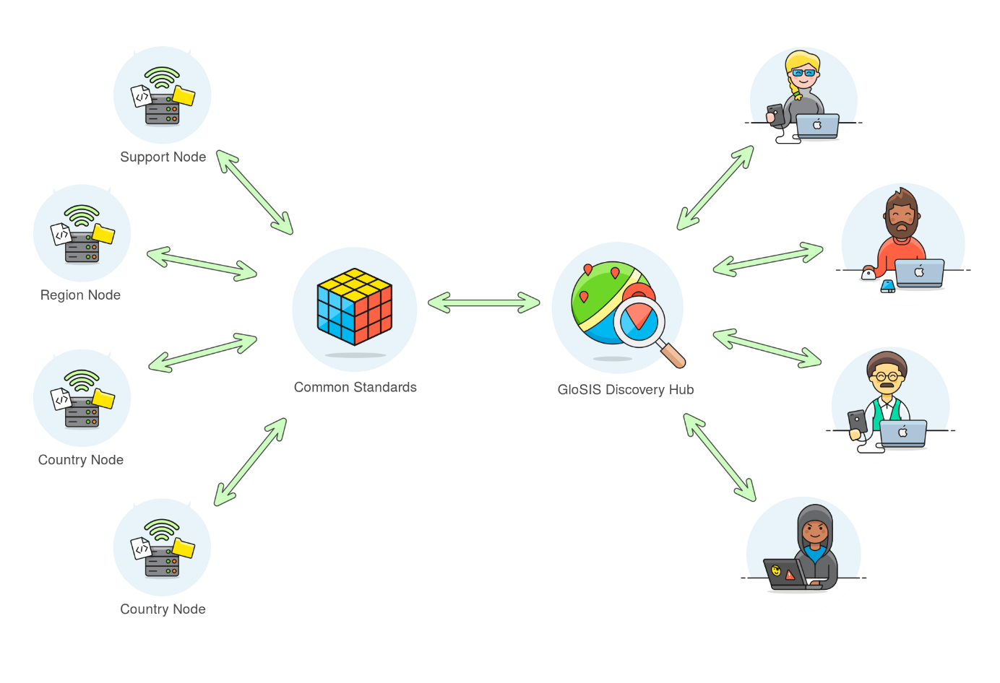 Support Node
Region Node
Country Node
Country Node
Common Standards
GloSIS Discovery Hub